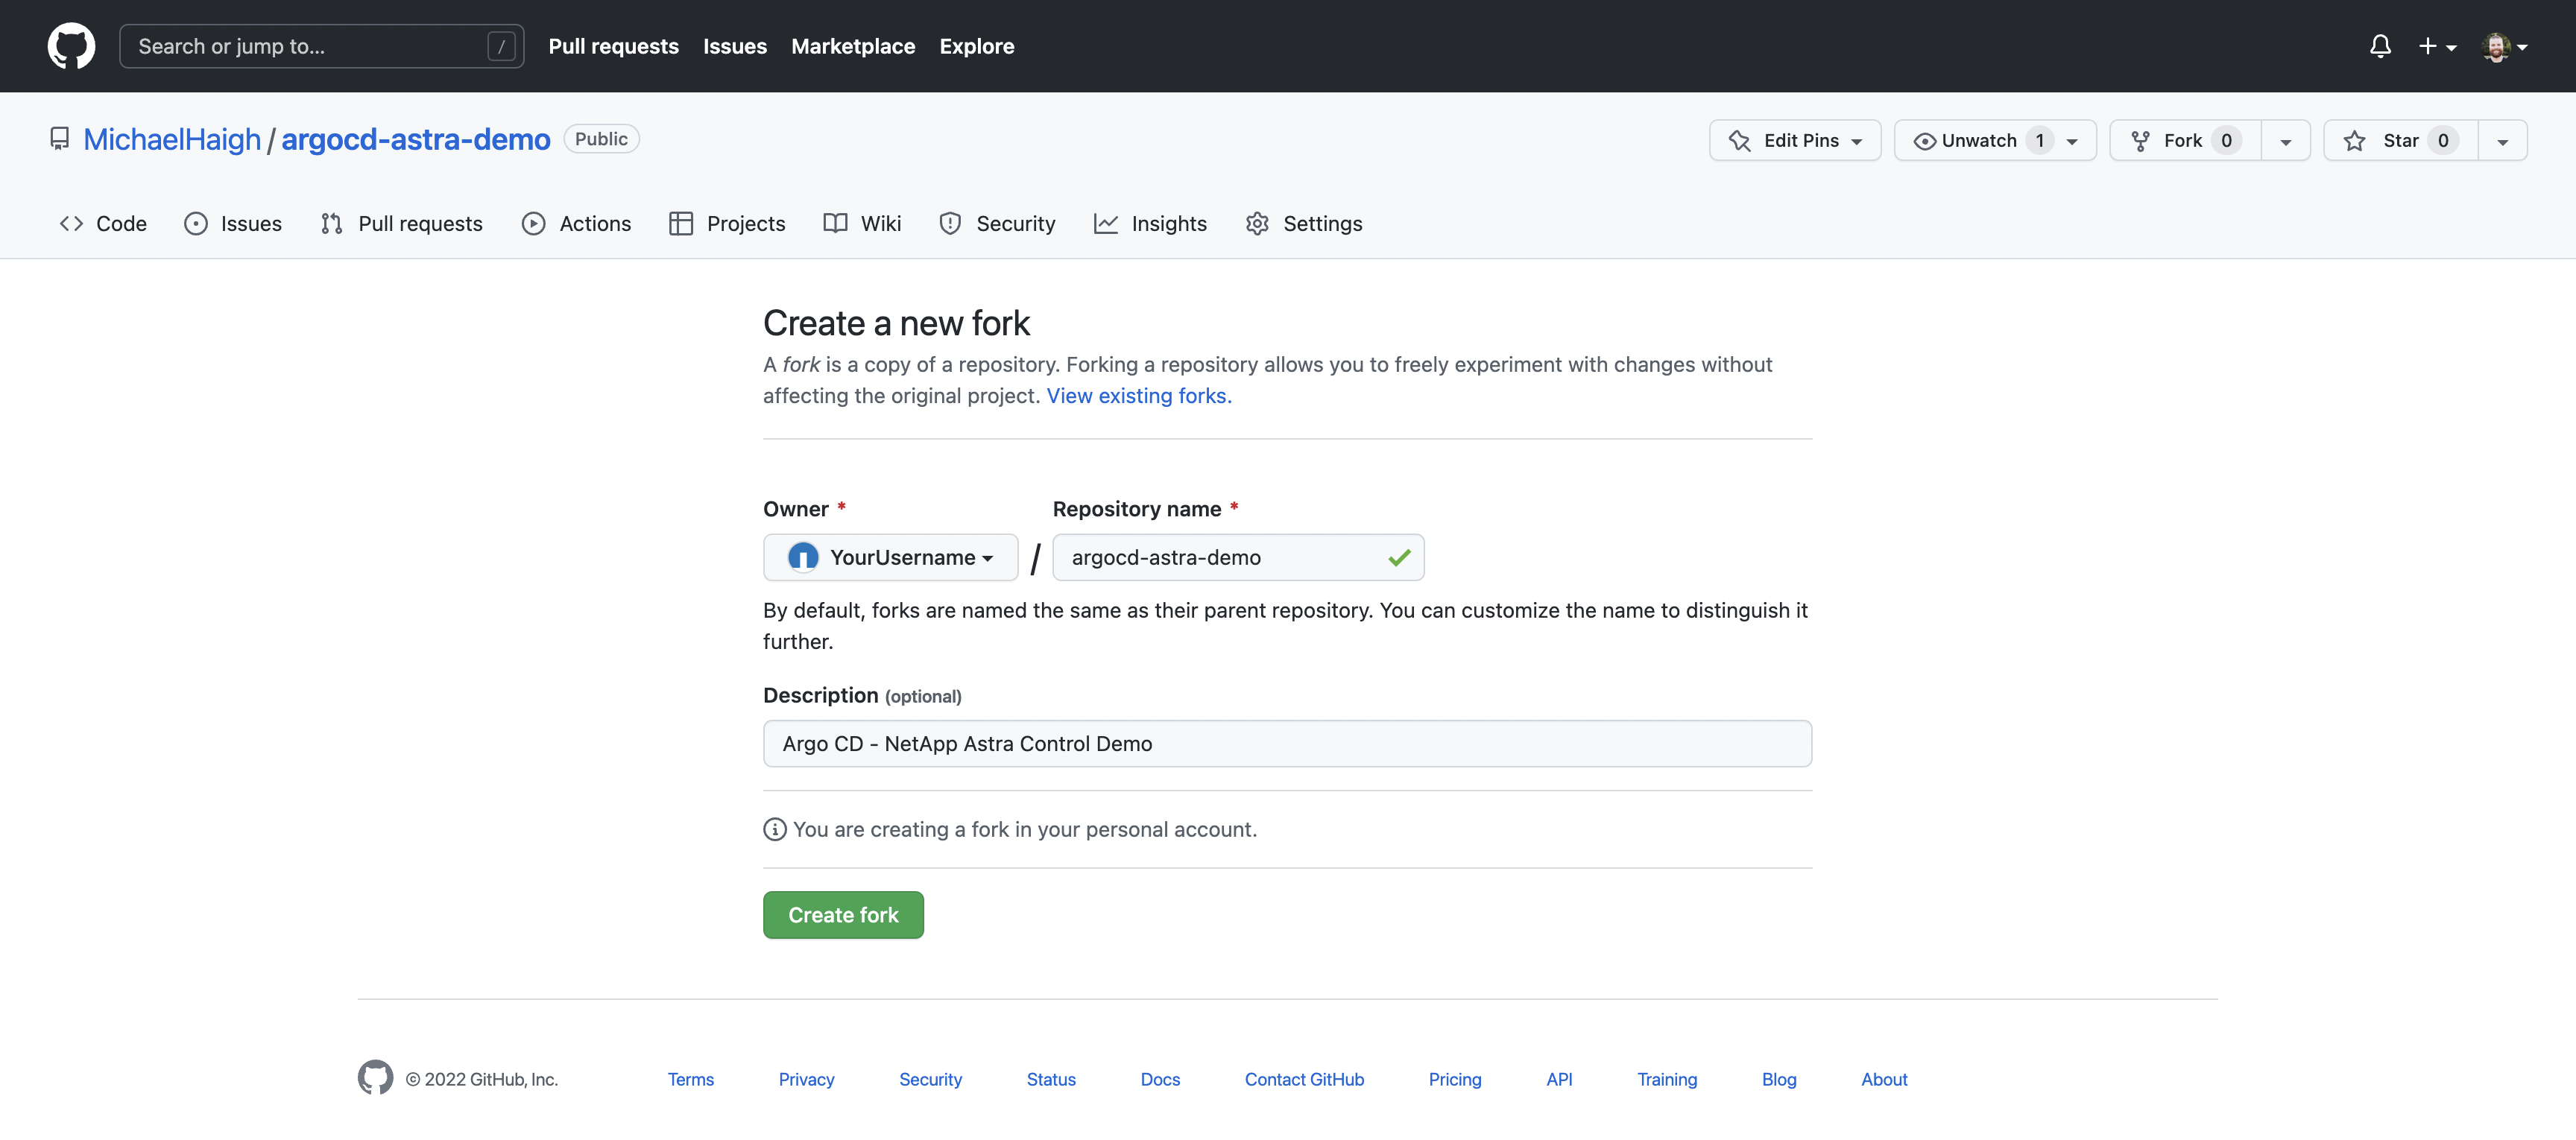 Search or jump to... / Pull requests Issues Marketplace Explore
MichaelHaigh / argocd-astra-demo Public Edit Pins Unwatch 1 Fork 0 Star 0
Code Issues Pull requests Actions Projects Wiki Security Insights Settings
Create a new fork
A fork is a copy of a repository. Forking a repository allows you to freely experiment with changes without
affecting the original project. View existing forks.
Owner * Repository name *
YourUsername / argocd-astra-demo
By default, forks are named the same as their parent repository. You can customize the name to distinguish it
further.
Description (optional)
Argo CD - NetApp Astra Control Demo
You are creating a fork in your personal account.
Create fork
© 2022 GitHub, Inc. Terms Privacy Security Status Docs Contact GitHub Pricing API Training Blog About